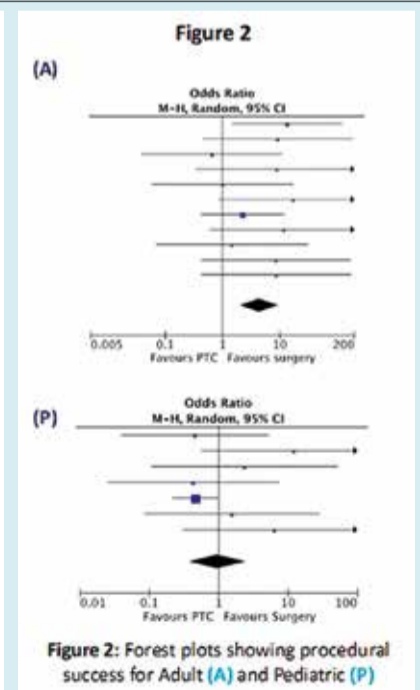 Figure 2
(A)
Odds Ratio
M-H, Random, 95% CI
0.005 0.1 1 10 200
Favours PTC Favours surgery
(P)
Odds Ratio
M-H, Random, 95% CI
0.01 0.1 1 10 100
Favours PTC Favours Surgery
Figure 2: Forest plots showing procedural
success for Adult (A) and Pediatric (P)